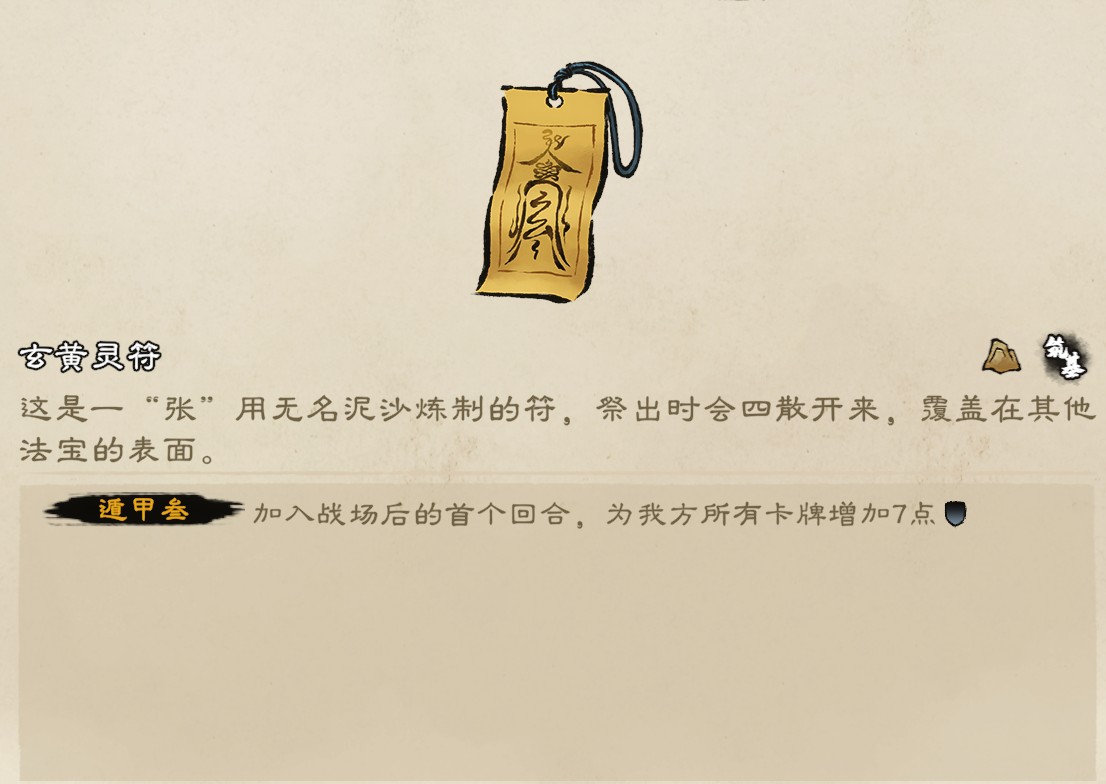 玄黄灵符
筑基
这是一“张”用无名泥沙炼制的符，祭出时会四散开来，覆盖在其他
法宝的表面。
遁甲叁 加入战场后的首个回合，为我方所有卡牌增加7点